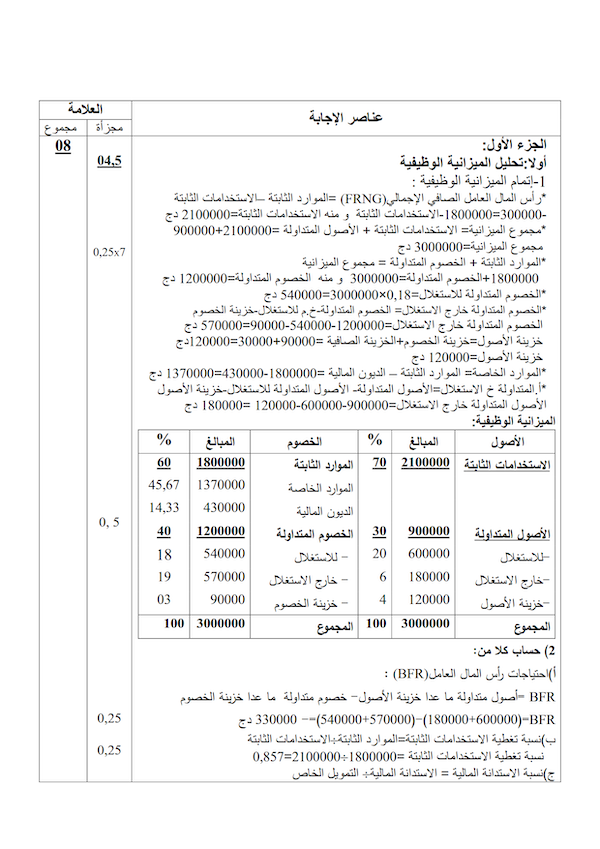 العلامة
عناصر الإجابة
مجموع
مجزأة
08
04,5
الجزء الأول:
أولا:تحليل الميزانية الوظيفية
1-إتمام الميزانية الوظيفية :
*رأس المال العامل الصافي الإجمالي(FRNG) =الموارد الثابتة –الاستخدامات الثابتة
-300000=1800000-الاستخدامات الثابتة و منه الاستخدامات الثابتة=2100000 دج
*مجموع الميزانية= الاستخدامات الثابتة + الأصول المتداولة =2100000+900000
مجموع الميزانية=3000000 دج
0,25x7
*الموارد الثابتة + الخصوم المتداولة = مجموع الميزانية
1800000+الخصوم المتداولة=3000000 و منه الخصوم المتداولة=1200000 دج
*الخصوم المتداولة للاستغلال=0,18×3000000=540000 دج
*الخصوم المتداولة خارج الاستغلال= الخصوم المتداولة-خ.م للاستغلال-خزينة الخصوم
الخصوم المتداولة خارج الاستغلال=1200000-540000-90000=570000 دج
خزينة الأصول=خزينة الخصوم+الخزينة الصافية =90000+30000=120000دج
خزينة الأصول=120000 دج
*الموارد الخاصة= الموارد الثابتة – الديون المالية =1800000-430000=1370000 دج
*أ.المتداولة خ الاستغلال=الأصول المتداولة- الأصول المتداولة للاستغلال-خزينة الأصول
الأصول المتداولة خارج الاستغلال=900000-600000-120000 =180000 دج
الميزانية الوظيفية:
الأصول المبالغ % الخصوم المبالغ %
الاستخدامات الثابتة 2100000 70 الموارد الثابتة 1800000 60
الموارد الخاصة 1370000 45,67
الديون المالية 430000 14,33
0, 5
الأصول المتداولة 900000 30 الخصوم المتداولة 1200000 40
-للاستغلال 600000 20 – للاستغلال 540000 18
-خارج الاستغلال 180000 6 – خارج الاستغلال 570000 19
-خزينة الأصول 120000 4 – خزينة الخصوم 90000 03
المجموع 3000000 100 المجموع 3000000 100
2) حساب كلا من:
أ)احتياجات رأس المال العامل(BFR) :
BFR =أصول متداولة ما عدا خزينة الأصول– خصوم متداولة ما عدا خزينة الخصوم
BFR=(600000+180000)–(570000+540000)=– 330000 دج
0,25
ب)نسبة تغطية الاستخدامات الثابتة=الموارد الثابتة÷الاستخدامات الثابتة
نسبة تغطية الاستخدامات الثابتة =1800000÷2100000=0,857
0,25
ج)نسبة الاستدانة المالية = الاستدانة المالية÷ التمويل الخاص